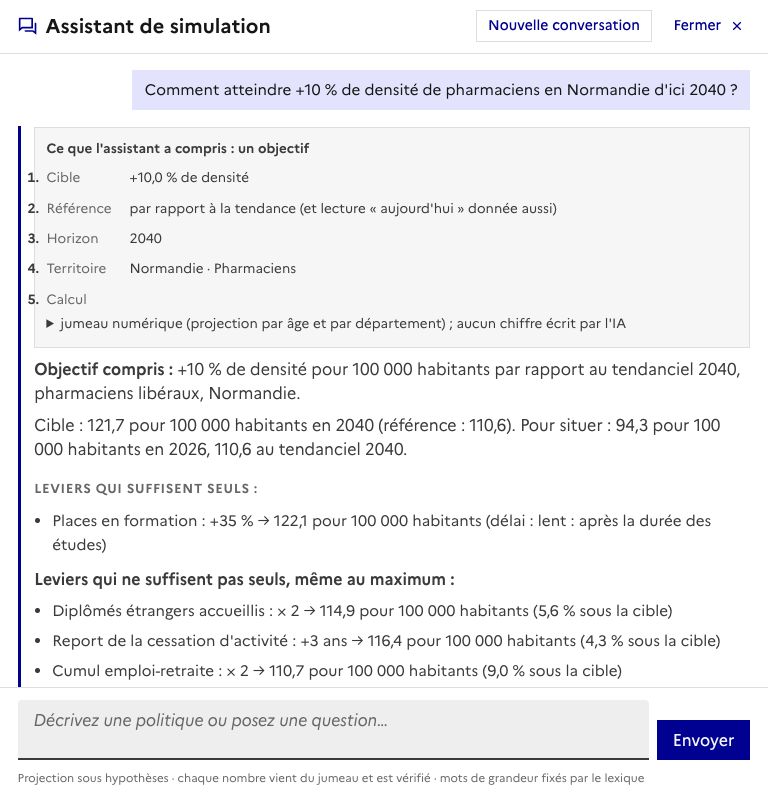 Assistant de simulation
Nouvelle conversation
Fermer ×
Comment atteindre +10 % de densité de pharmaciens en Normandie d'ici 2040 ?
Ce que l'assistant a compris : un objectif
1. Cible +10,0 % de densité
2. Référence par rapport à la tendance (et lecture « aujourd'hui » donnée aussi)
3. Horizon 2040
4. Territoire Normandie · Pharmaciens
5. Calcul
▶ jumeau numérique (projection par âge et par département) ; aucun chiffre écrit par l'IA
Objectif compris : +10 % de densité pour 100 000 habitants par rapport au tendanciel 2040,
pharmaciens libéraux, Normandie.
Cible : 121,7 pour 100 000 habitants en 2040 (référence : 110,6). Pour situer : 94,3 pour 100
000 habitants en 2026, 110,6 au tendanciel 2040.
LEVIERS QUI SUFFISENT SEULS :
• Places en formation : +35 % → 122,1 pour 100 000 habitants (délai : lent : après la durée des
études)
Leviers qui ne suffisent pas seuls, même au maximum :
• Diplômés étrangers accueillis : × 2 → 114,9 pour 100 000 habitants (5,6 % sous la cible)
• Report de la cessation d'activité : +3 ans → 116,4 pour 100 000 habitants (4,3 % sous la cible)
• Cumul emploi-retraite : × 2 → 110,7 pour 100 000 habitants (9,0 % sous la cible)
Décrivez une politique ou posez une question…
Envoyer
Projection sous hypothèses · chaque nombre vient du jumeau et est vérifié · mots de grandeur fixés par le lexique